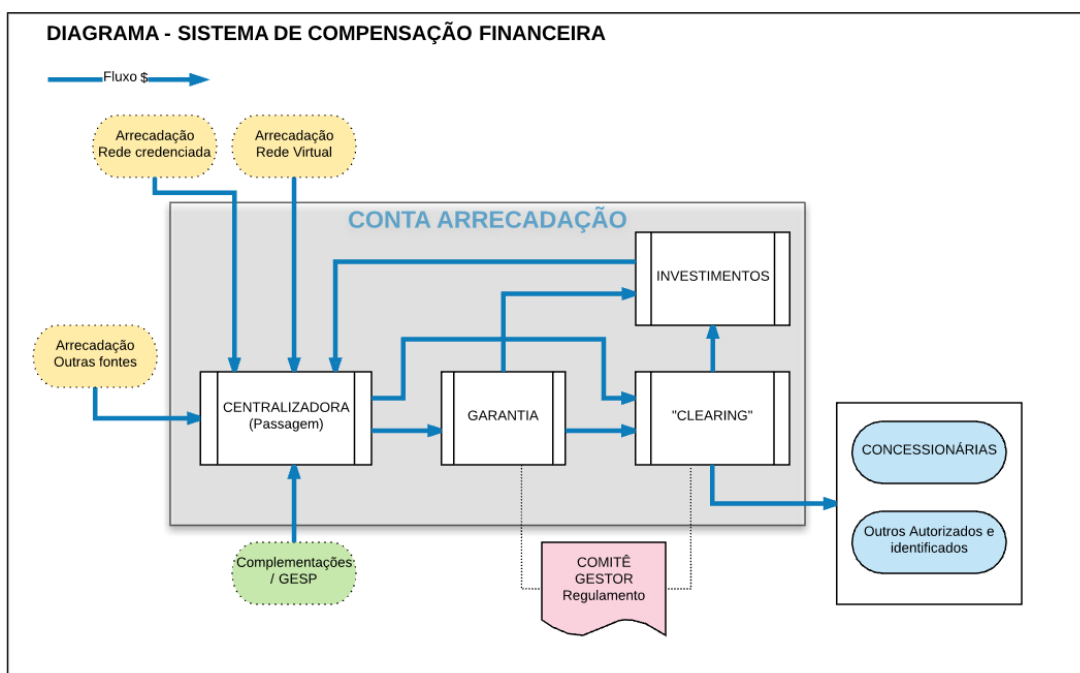 DIAGRAMA - SISTEMA DE COMPENSAÇÃO FINANCEIRA
Fluxo $
Arrecadação
Rede credenciada
Arrecadação
Rede Virtual
CONTA ARRECADAÇÃO
INVESTIMENTOS
Arrecadação
Outras fontes
CENTRALIZADORA
(Passagem)
GARANTIA
"CLEARING"
CONCESSIONÁRIAS
Outros Autorizados e
identificados
Complementações
/ GESP
COMITÊ
GESTOR
Regulamento